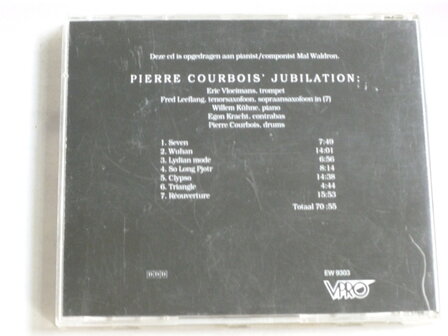 Deze cd is opgedragen aan pianist/componist Mal Waldron.
PIERRE COURBOIS' JUBILATION:
Eric Vloeimans, trompet
Fred Leeflang, tenorsaxofoon, sopraansaxofoon in (7)
Willem Kühne, piano
Egon Kracht, contrabas
Pierre Courbois, drums
1. Seven 7:49
2. Wuhan 14:01
3. Lydian mode 6:56
4. So Long Pjotr 8:14
5. Clypso 14:38
6. Triangle 4:44
7. Réouverture 15:53
Totaal 70:55
DDD
EW 9303
VPRO